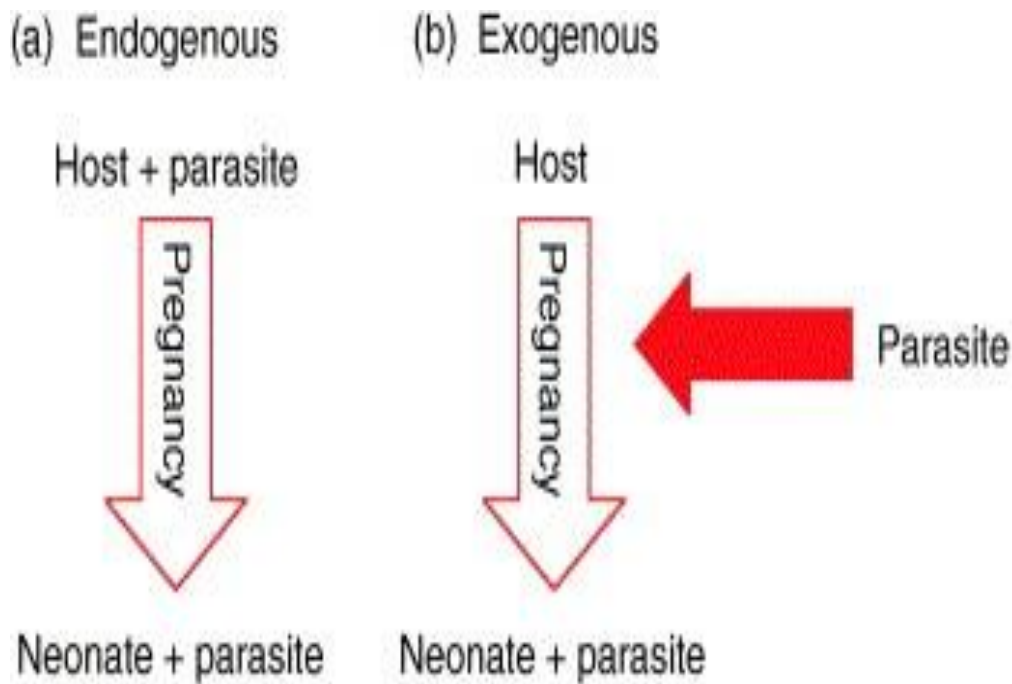 (a) Endogenous
(b) Exogenous
Host + parasite
Host
Pregnancy
Pregnancy
Parasite
Neonate + parasite
Neonate + parasite